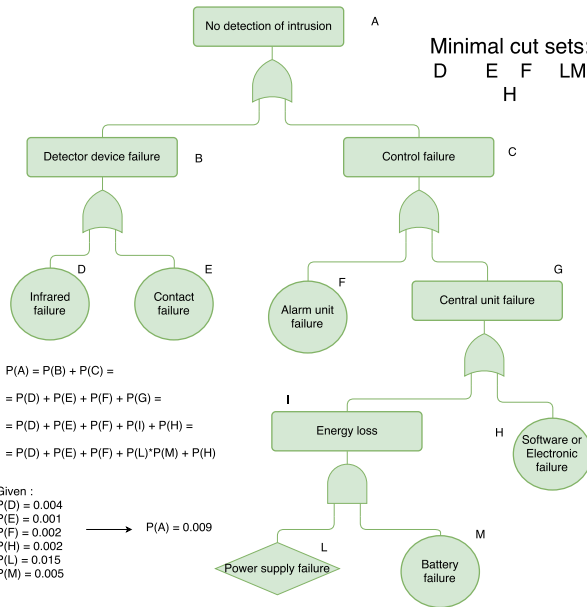 No detection of intrusion
A
Minimal cut sets:
D E F LM
H
Detector device failure
B
Control failure
C
D
E
Infrared
failure
Contact
failure
F
G
Alarm unit
failure
Central unit failure
P(A) = P(B) + P(C) =
= P(D) + P(E) + P(F) + P(G) =
= P(D) + P(E) + P(F) + P(I) + P(H) =
= P(D) + P(E) + P(F) + P(L)*P(M) + P(H)
I
Energy loss
H
Software or
Electronic
failure
Given :
P(D) = 0.004
P(E) = 0.001
P(F) = 0.002
P(H) = 0.002
P(L) = 0.015
P(M) = 0.005
P(A) = 0.009
L
Power supply failure
M
Battery
failure